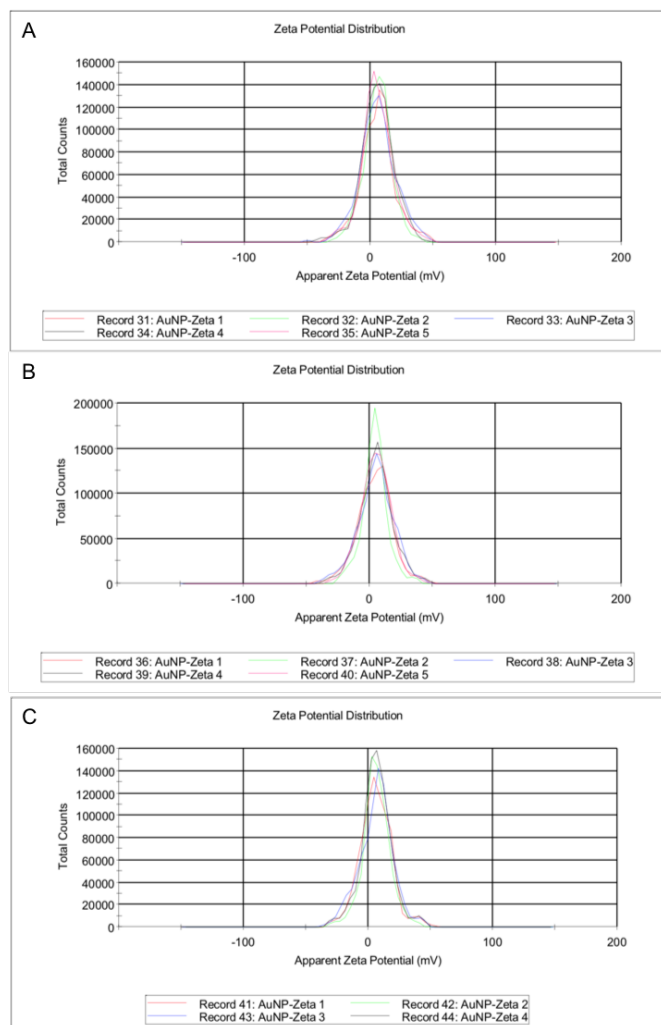 A
Zeta Potential Distribution
160000
140000
120000
100000
80000
60000
40000
20000
0
Total Counts
-100 0 100 200
Apparent Zeta Potential (mV)
Record 31: AuNP-Zeta 1 Record 32: AuNP-Zeta 2 Record 33: AuNP-Zeta 3
Record 34: AuNP-Zeta 4 Record 35: AuNP-Zeta 5
B
Zeta Potential Distribution
200000
150000
100000
50000
0
Total Counts
-100 0 100 200
Apparent Zeta Potential (mV)
Record 36: AuNP-Zeta 1 Record 37: AuNP-Zeta 2 Record 38: AuNP-Zeta 3
Record 39: AuNP-Zeta 4 Record 40: AuNP-Zeta 5
C
Zeta Potential Distribution
160000
140000
120000
100000
80000
60000
40000
20000
0
Total Counts
-100 0 100 200
Apparent Zeta Potential (mV)
Record 41: AuNP-Zeta 1 Record 42: AuNP-Zeta 2
Record 43: AuNP-Zeta 3 Record 44: AuNP-Zeta 4